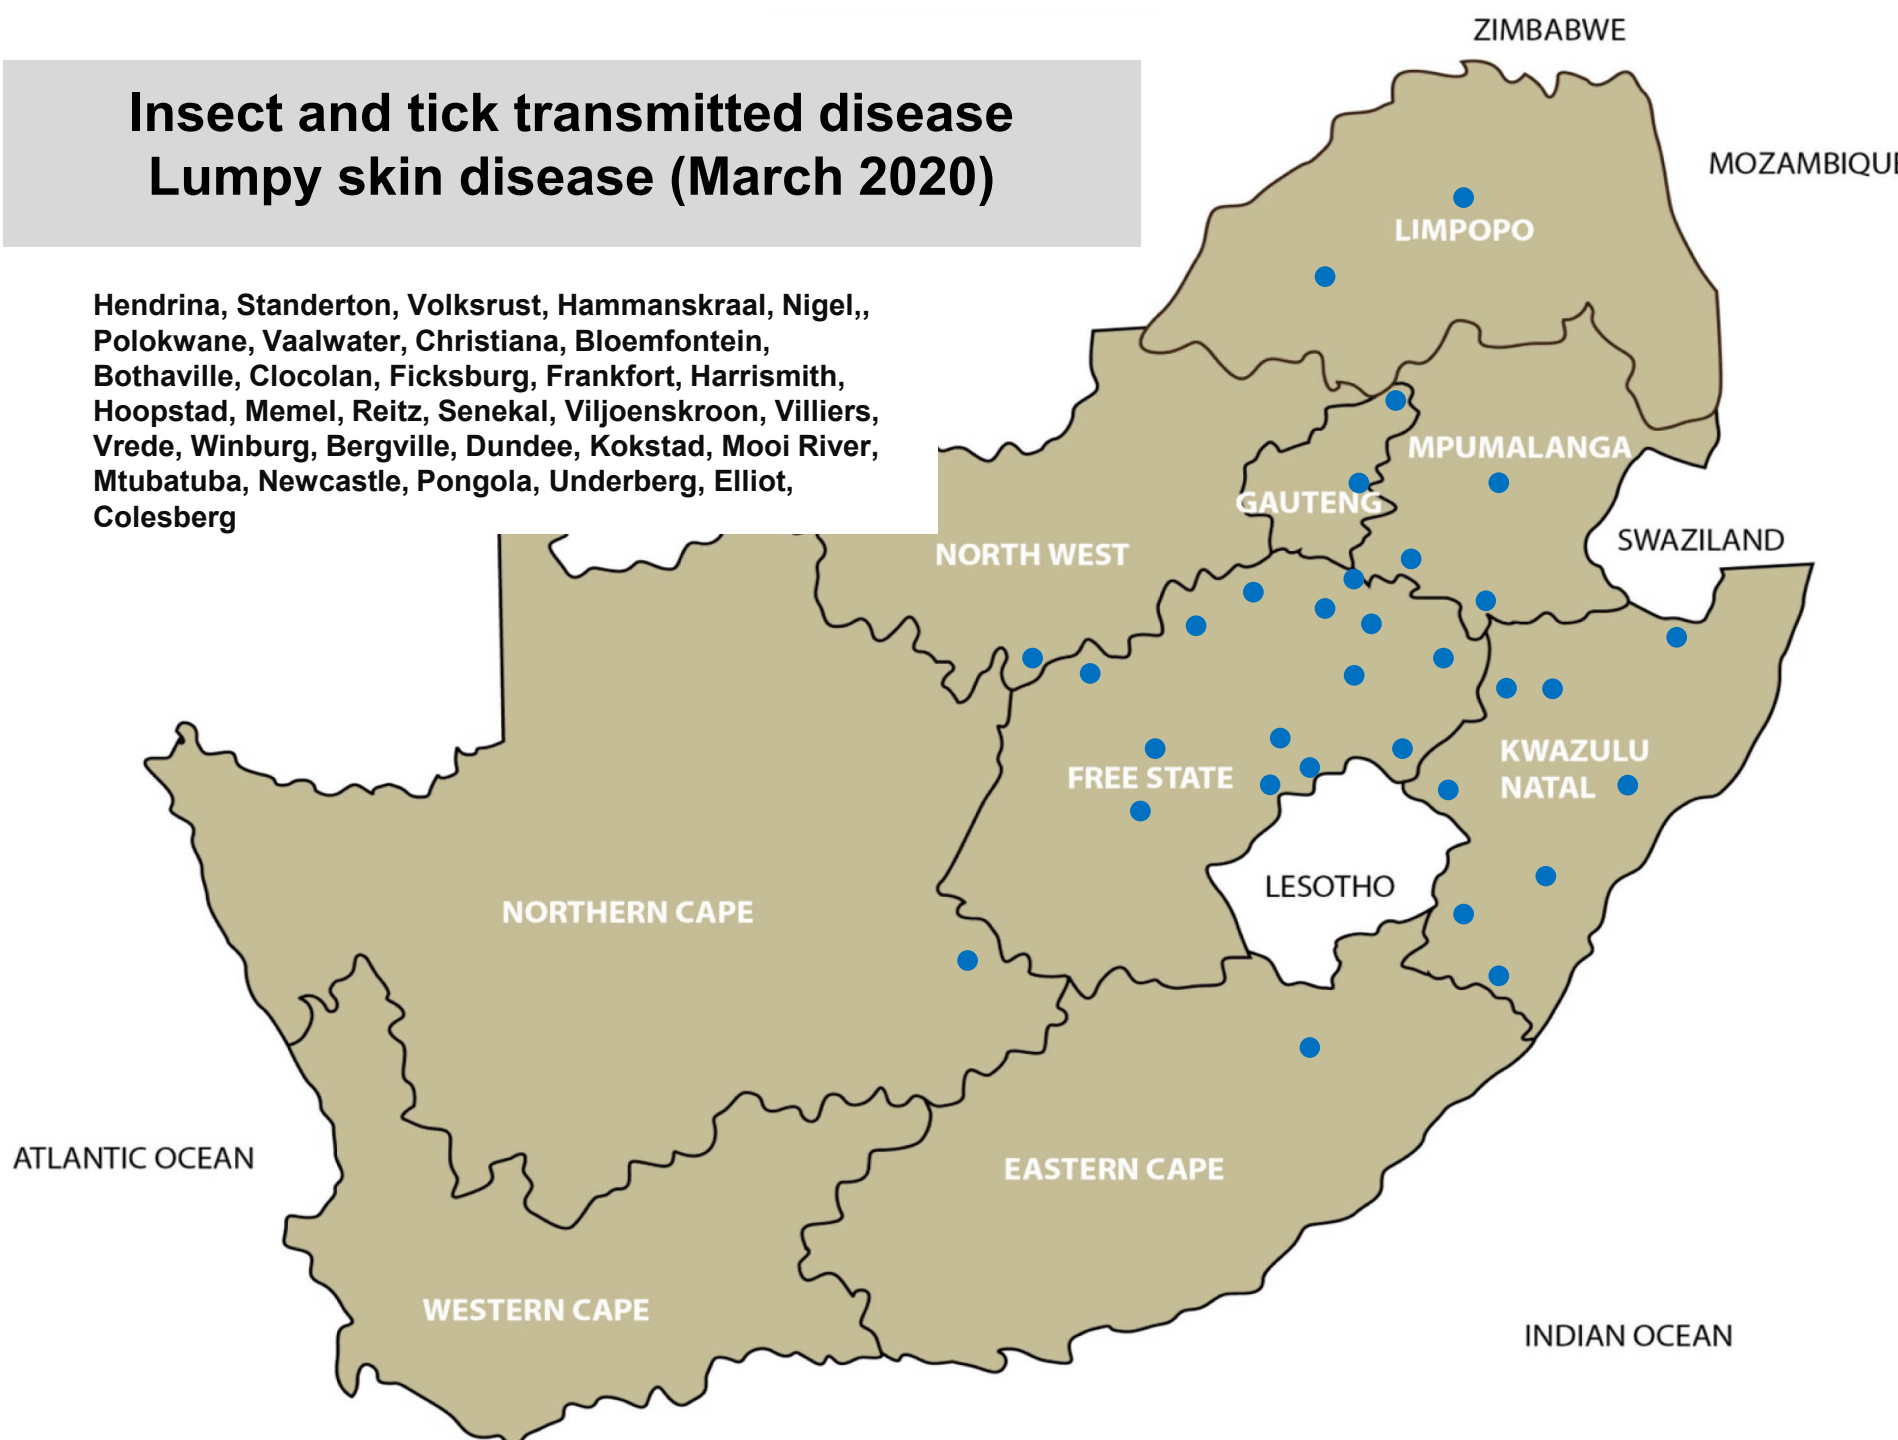 ZIMBABWE
Insect and tick transmitted disease
Lumpy skin disease (March 2020)
MOZAMBIQUE
LIMPOPO
Hendrina, Standerton, Volksrust, Hammanskraal, Nigel,,
Polokwane, Vaalwater, Christiana, Bloemfontein,
Bothaville, Clocolan, Ficksburg, Frankfort, Harrismith,
Hoopstad, Memel, Reitz, Senekal, Viljoenskroon, Villiers,
Vrede, Winburg, Bergville, Dundee, Kokstad, Mooi River,
Mtubatuba, Newcastle, Pongola, Underberg, Elliot,
Colesberg
MPUMALANGA
GAUTENG
SWAZILAND
NORTH WEST
KWAZULU
NATAL
FREE STATE
LESOTHO
NORTHERN CAPE
ATLANTIC OCEAN
EASTERN CAPE
WESTERN CAPE
INDIAN OCEAN